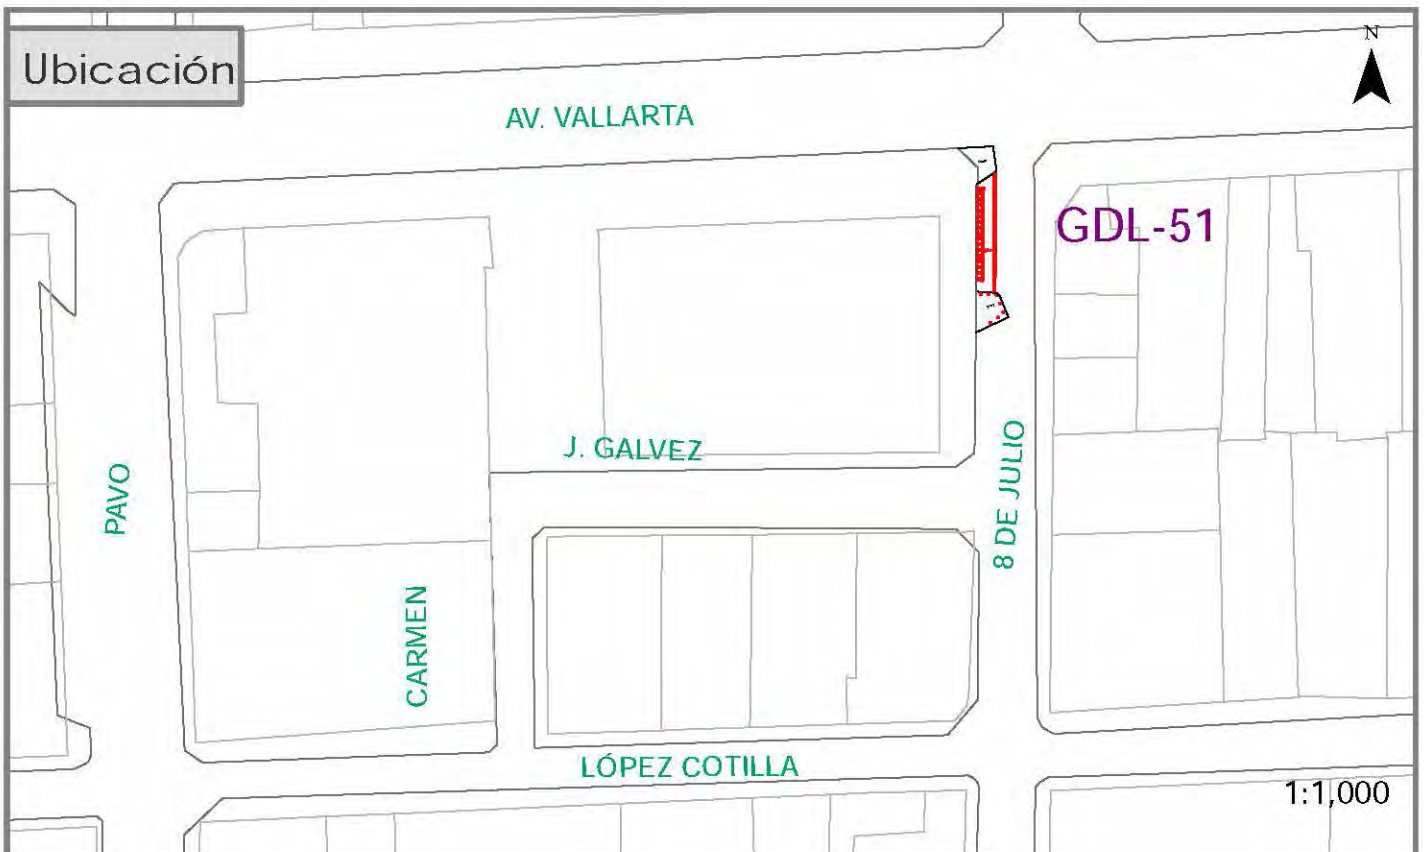 Ubicación
N
AV. VALLARTA
GDL-51
J. GALVEZ
8 DE JULIO
PAVO
CARMEN
LÓPEZ COTILLA
1:1,000